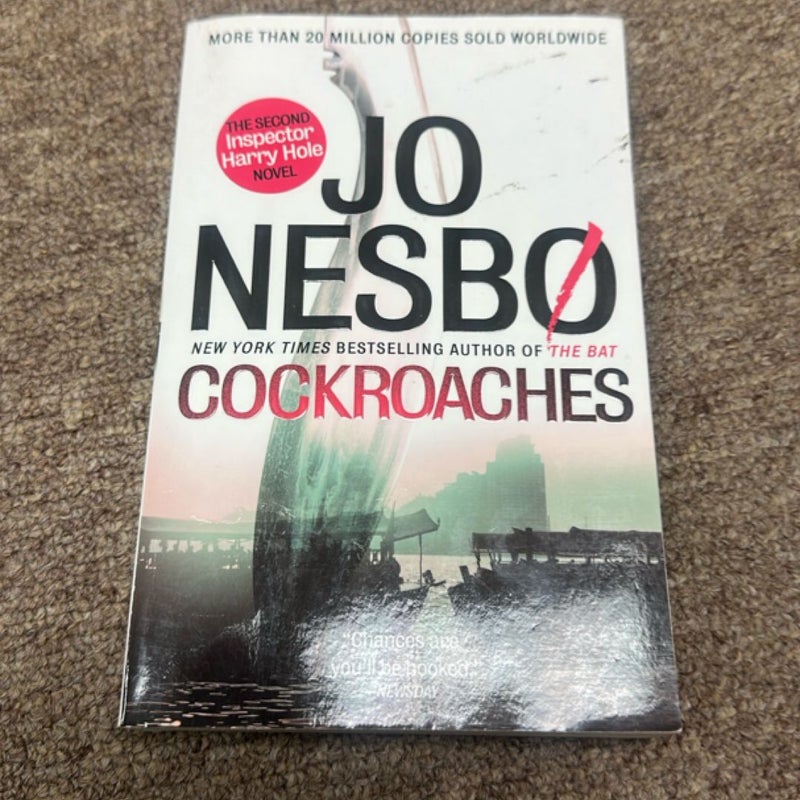 MORE THAN 20 MILLION COPIES SOLD WORLDWIDE
THE SECOND
Inspector
Harry Hole
NOVEL
JO
NESBØ
NEW YORK TIMES BESTSELLING AUTHOR OF THE BAT
COCKROACHES
"Chances are
you'll be hooked."
—NEWSDAY